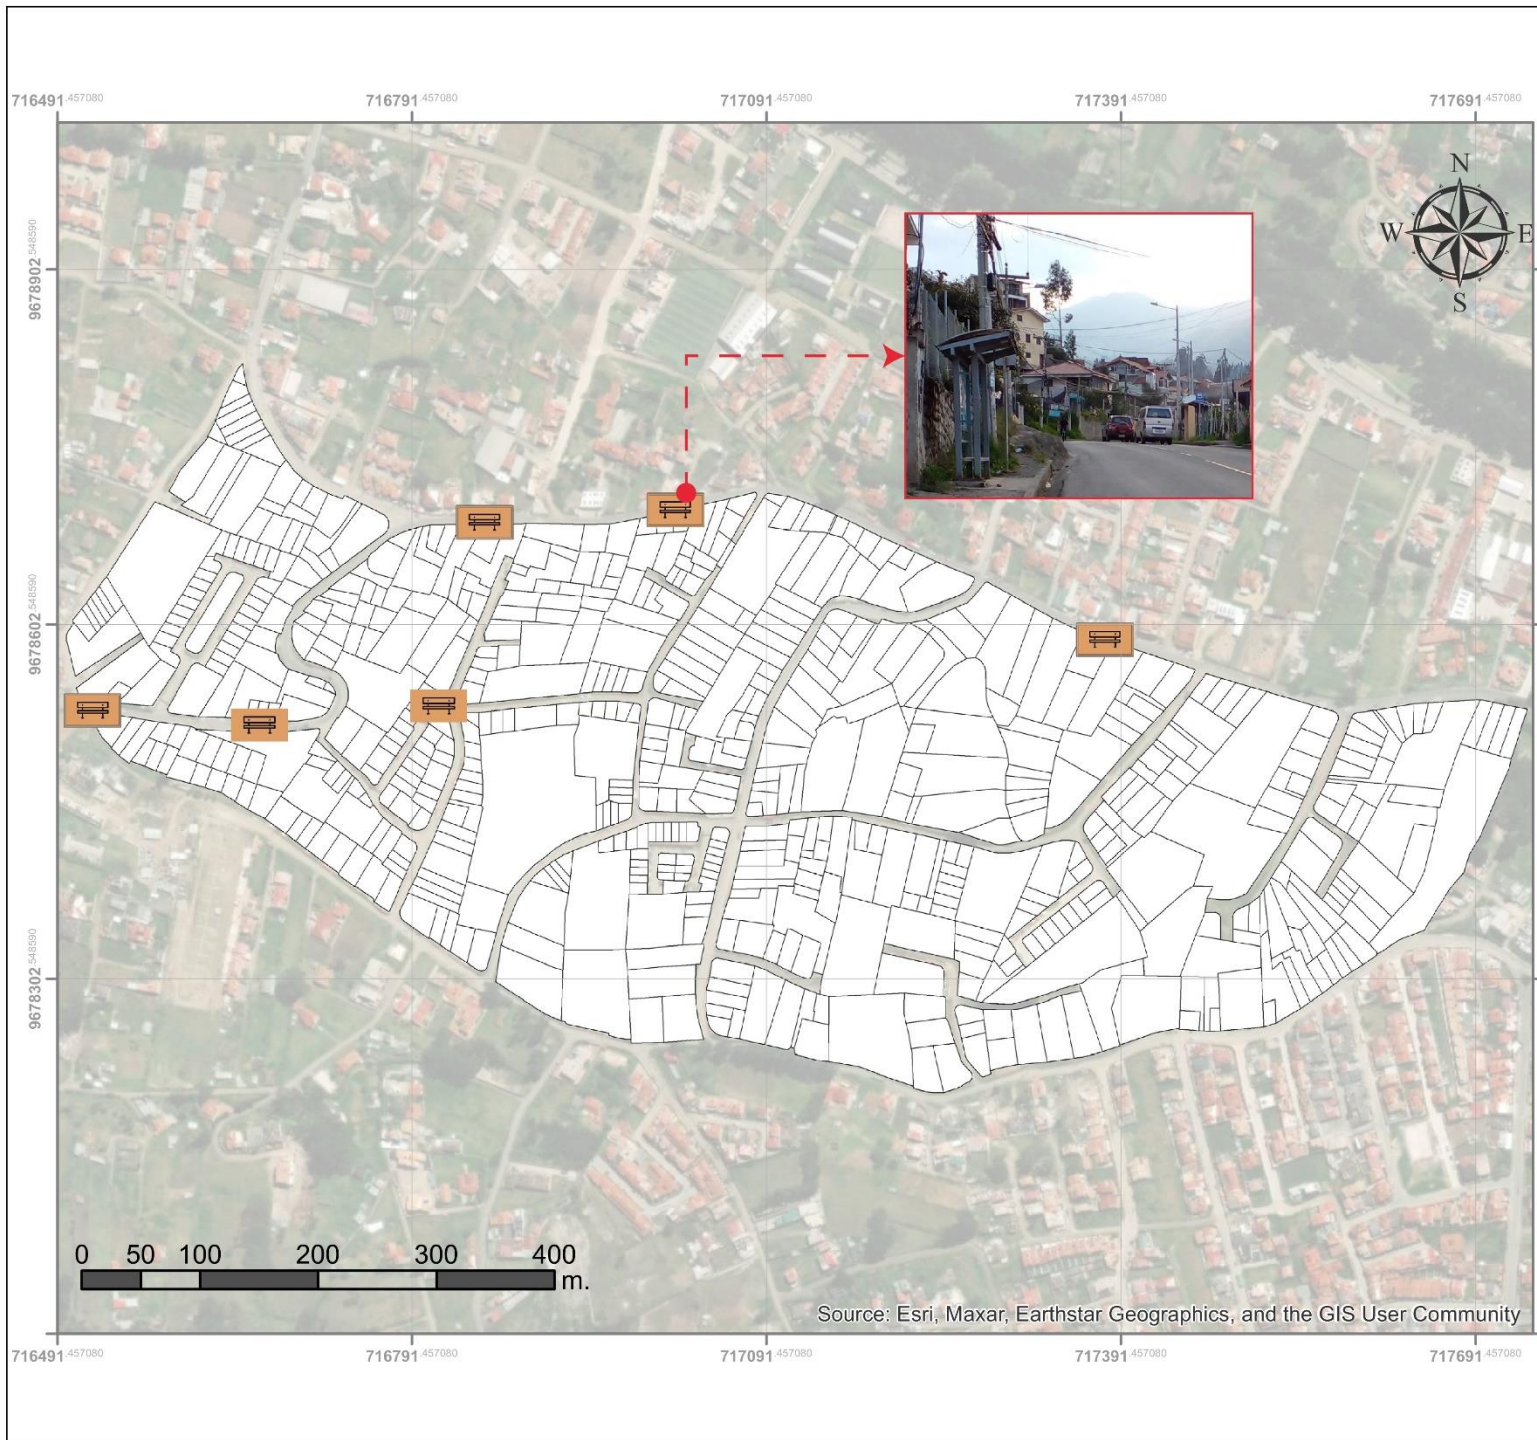 716491.457080 716791.457080 717091.457080 717391.457080 717691.457080
N
W E
S
9678902.548590
9678602.548590
9678302.548590
0 50 100 200 300 400
m.
Source: Esri, Maxar, Earthstar Geographics, and the GIS User Community
716491.457080 716791.457080 717091.457080 717391.457080 717691.457080